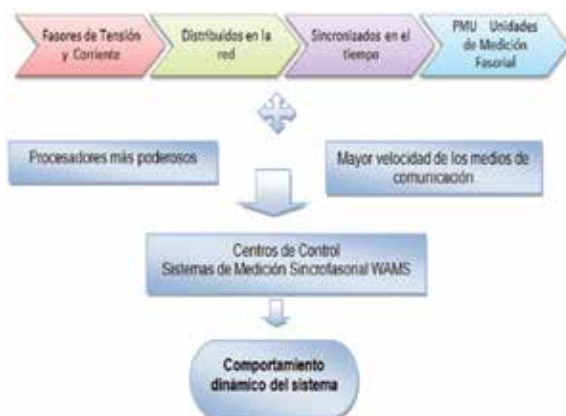 Fasores de Tensión
y Corriente
Distribuidos en la
red
Sincronizados en el
tiempo
PMU Unidades
de Medición
Fasorial
Procesadores más poderosos
Mayor velocidad de los medios de
comunicación
Centros de Control
Sistemas de Medición Sincrofasorial WAMS
Comportamiento
dinámico del sistema